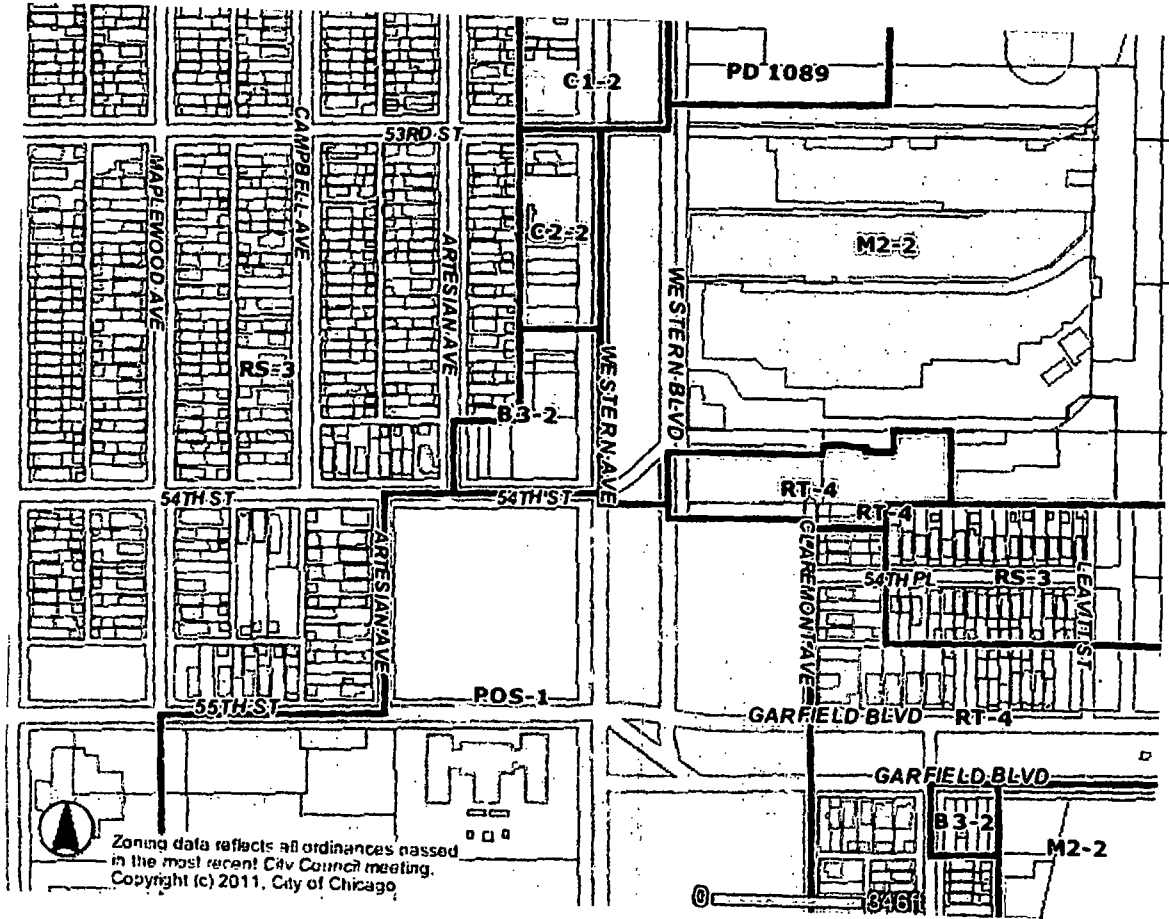 C1-2
PD 1089
53RD ST
CAMPBELL AVE
MAPLEWOOD AVE
ARTESIAN AVE
C2-2
M2-2
WESTERN BLVD
RS-3
WESTERN AVE
B3-2
54TH ST
54TH ST
RT-4
RT-4
ARTESIAN AVE
CLAREMONT AVE
54TH PL
RS-3
LEAVITT ST
POS-1
55TH ST
GARFIELD BLVD
RT-4
GARFIELD BLVD
B3-2
M2-2
Zoning data reflects all ordinances passed
in the most recent City Council meeting.
Copyright (c) 2011, City of Chicago
0
346ft